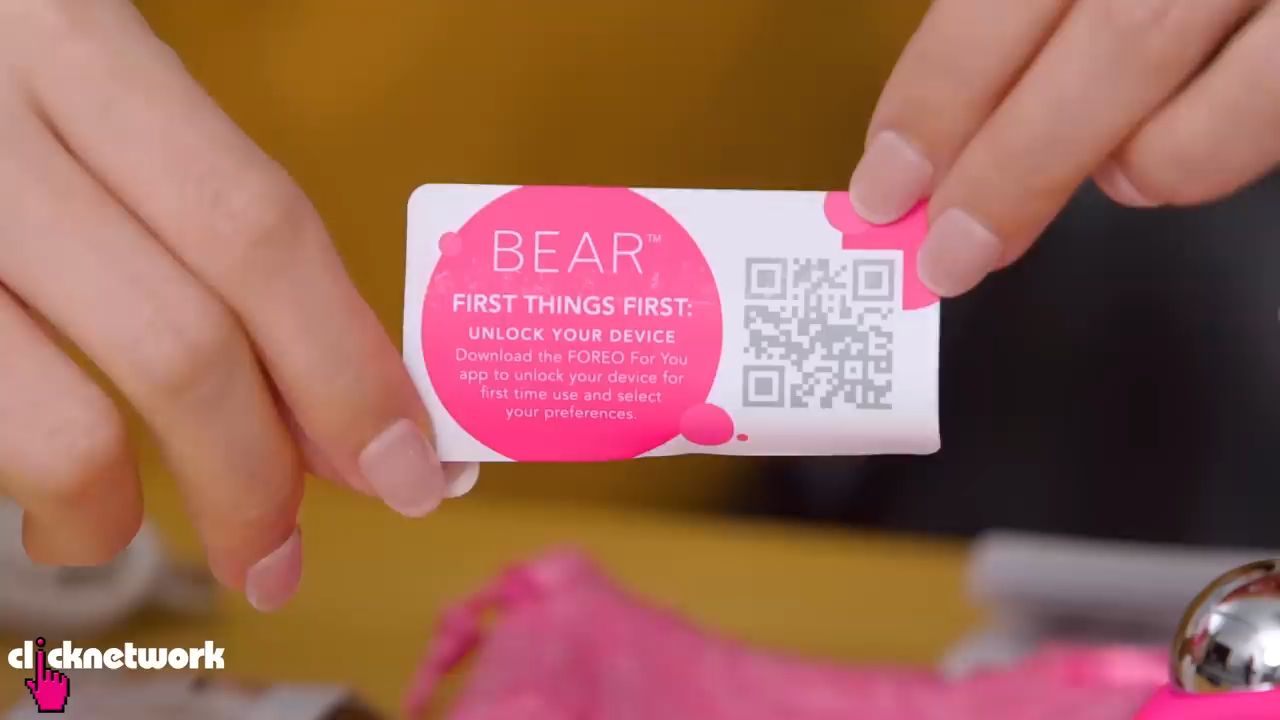 BEAR™
FIRST THINGS FIRST:
UNLOCK YOUR DEVICE
Download the FOREO For You
app to unlock your device for
first time use and select
your preferences.
clicknetwork